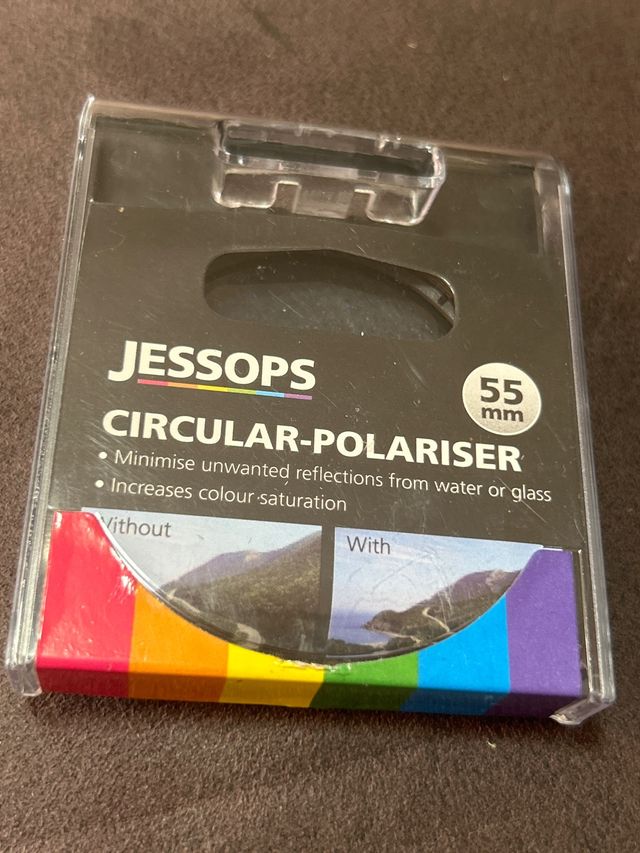 JESSOPS
55
mm
CIRCULAR-POLARISER
• Minimise unwanted reflections from water or glass
• Increases colour saturation
Without
With